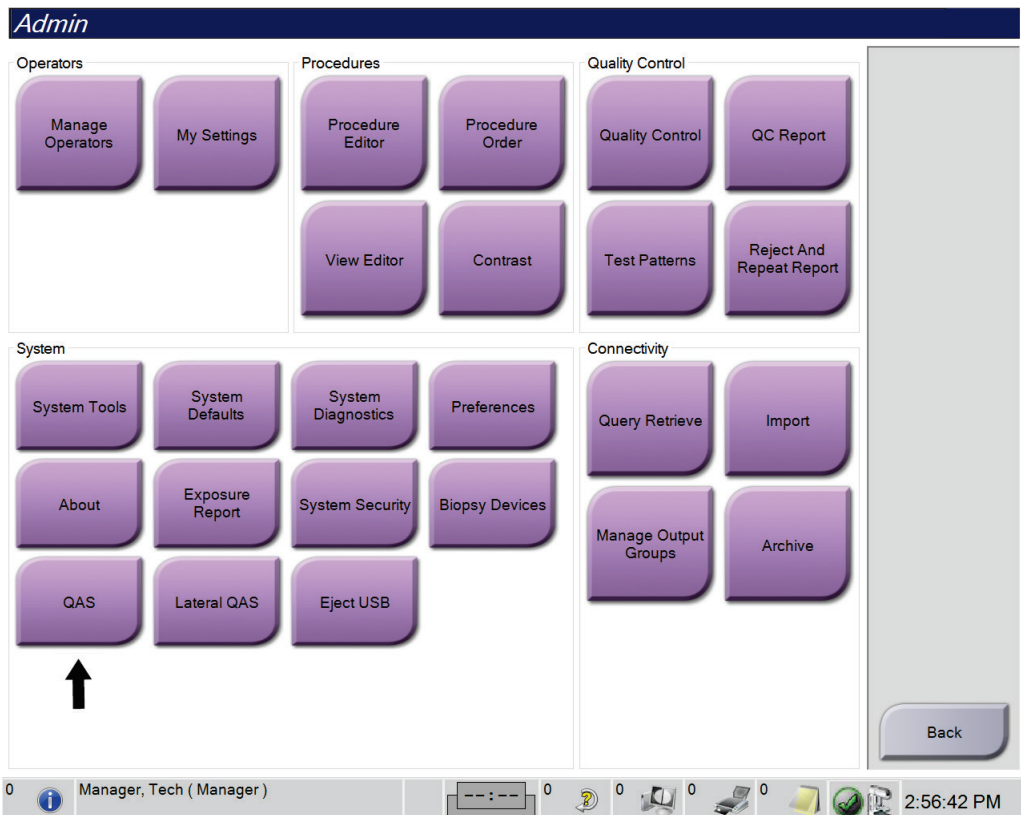 Admin
Operators
Manage
Operators
My Settings
Procedures
Procedure
Editor
Procedure
Order
View Editor
Contrast
Quality Control
Quality Control
QC Report
Test Patterns
Reject And
Repeat Report
System
System Tools
System
Defaults
System
Diagnostics
Preferences
About
Exposure
Report
System Security
Biopsy Devices
QAS
Lateral QAS
Eject USB
Connectivity
Query Retrieve
Import
Manage Output
Groups
Archive
Back
0
Manager, Tech ( Manager )
--:--
0
0
0
0
2:56:42 PM